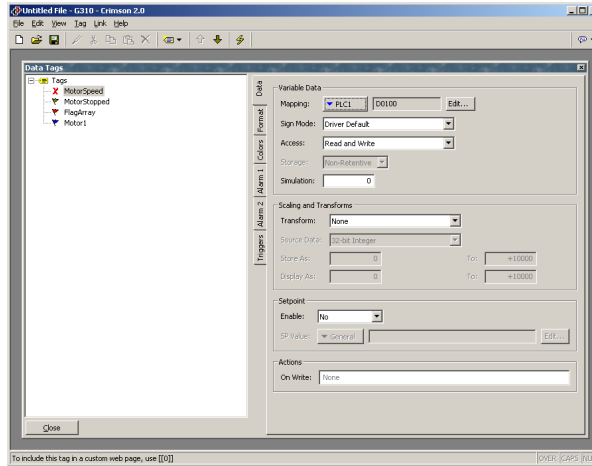 Untitled File - G310 - Crimson 2.0
File Edit View Tag Link Help
Data Tags
Tags
MotorSpeed
MotorStopped
FlagArray
Motor1
Data
Format
Colors
Alarm 1
Alarm 2
Triggers
Variable Data
Mapping: PLC1 D0100 Edit...
Sign Mode: Driver Default
Access: Read and Write
Storage: Non-Retentive
Simulation: 0
Scaling and Transforms
Transform: None
Source Data: 32-bit Integer
Store As: 0 To: +10000
Display As: 0 To: +10000
Setpoint
Enable: No
SP Value: General Edit...
Actions
On Write: None
Close
To include this tag in a custom web page, use [[0]]
OVER CAPS NU